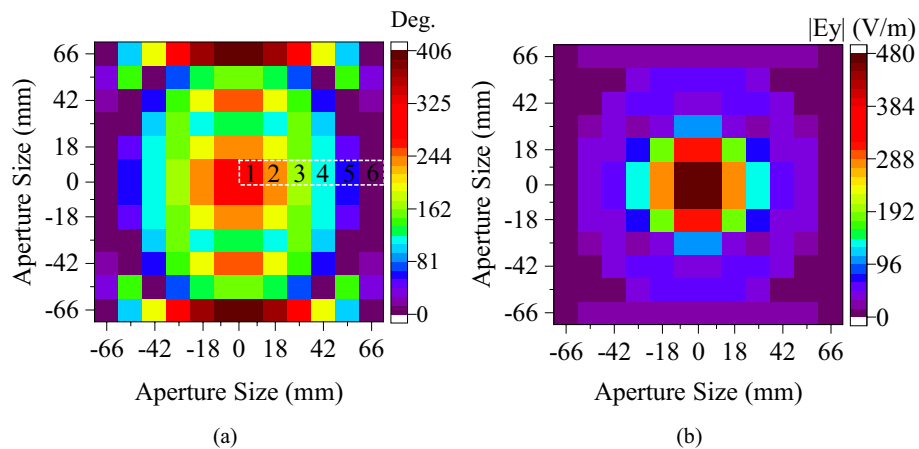 Deg.
|Ey| (V/m)
66
42
18
0
-18
-42
-66
Aperture Size (mm)
1 2 3 4 5 6
406
325
244
162
81
0
-66 -42 -18 0 18 42 66
Aperture Size (mm)
(a)
66
42
18
0
-18
-42
-66
Aperture Size (mm)
480
384
288
192
96
0
-66 -42 -18 0 18 42 66
Aperture Size (mm)
(b)